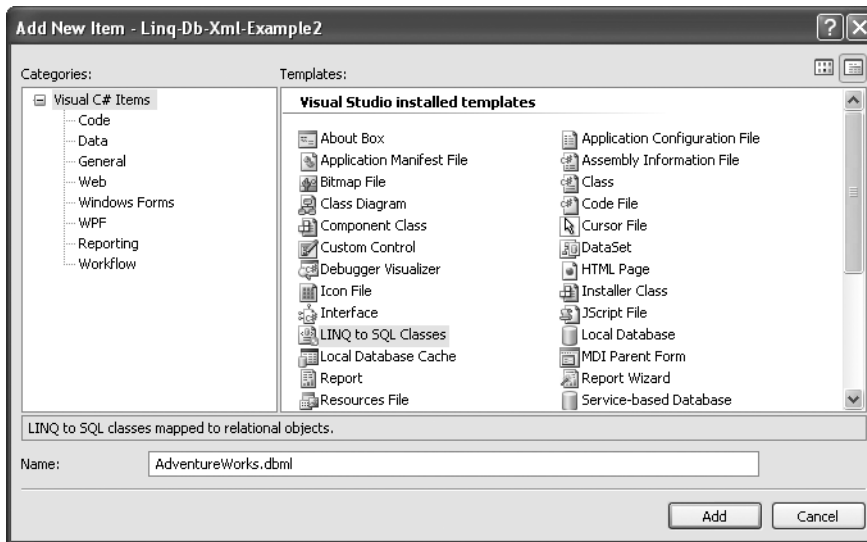 Add New Item - Linq-Db-Xml-Example2
Categories:
Templates:
Visual C# Items
Code
Data
General
Web
Windows Forms
WPF
Reporting
Workflow
Visual Studio installed templates
About Box
Application Manifest File
Bitmap File
Class Diagram
Component Class
Custom Control
Debugger Visualizer
Icon File
Interface
LINQ to SQL Classes
Local Database Cache
Report
Resources File
Application Configuration File
Assembly Information File
Class
Code File
Cursor File
DataSet
HTML Page
Installer Class
JScript File
Local Database
MDI Parent Form
Report Wizard
Service-based Database
LINQ to SQL classes mapped to relational objects.
Name: AdventureWorks.dbml
Add
Cancel